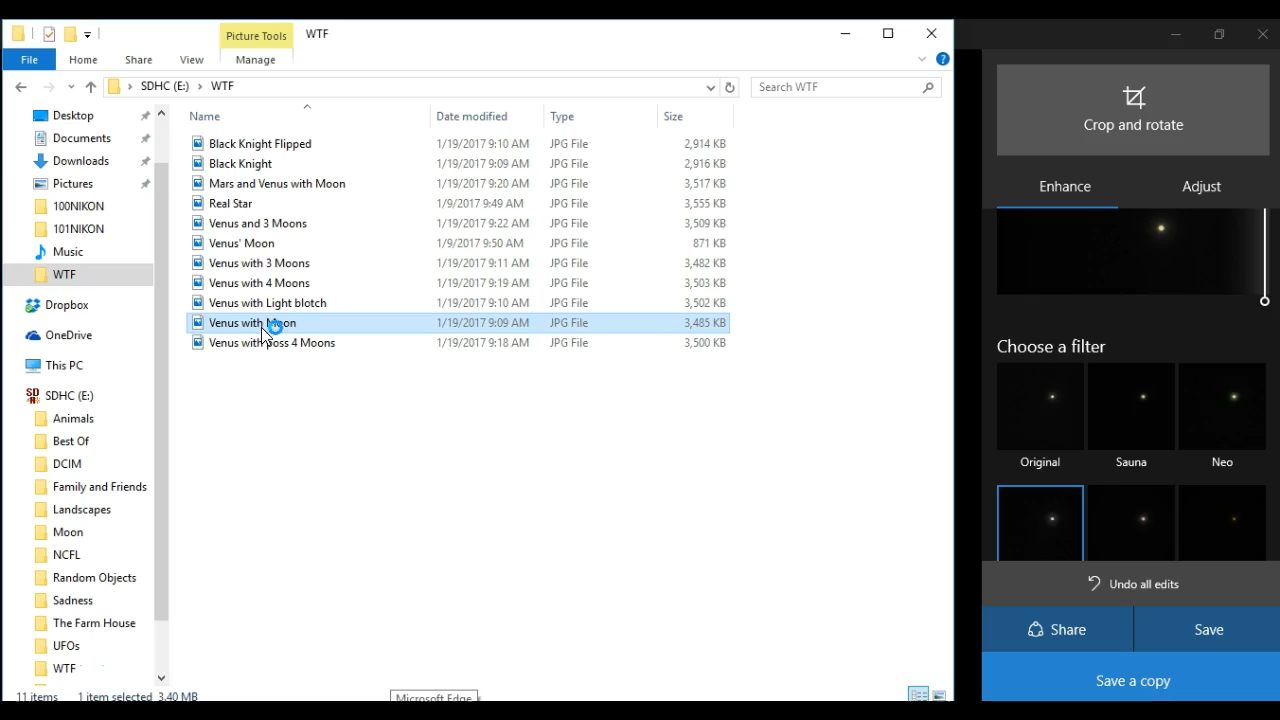 Picture Tools WTF
File Home Share View Manage
SDHC (E:) WTF Search WTF
Name Date modified Type Size
Black Knight Flipped 1/19/2017 9:10 AM JPG File 2,914 KB
Black Knight 1/19/2017 9:09 AM JPG File 2,916 KB
Mars and Venus with Moon 1/19/2017 9:20 AM JPG File 3,517 KB
Real Star 1/9/2017 9:49 AM JPG File 3,555 KB
Venus and 3 Moons 1/19/2017 9:22 AM JPG File 3,509 KB
Venus' Moon 1/9/2017 9:50 AM JPG File 871 KB
Venus with 3 Moons 1/19/2017 9:11 AM JPG File 3,482 KB
Venus with 4 Moons 1/19/2017 9:19 AM JPG File 3,503 KB
Venus with Light blotch 1/19/2017 9:10 AM JPG File 3,502 KB
Venus with Moon 1/19/2017 9:09 AM JPG File 3,485 KB
Venus with 4 Moons 1/19/2017 9:18 AM JPG File 3,500 KB
Desktop
Documents
Downloads
Pictures
100NIKON
101NIKON
Music
WTF
Dropbox
OneDrive
This PC
SDHC (E:)
Animals
Best Of
DCIM
Family and Friends
Landscapes
Moon
NCFL
Random Objects
Sadness
The Farm House
UFOs
WTF
11 items 1 item selected 3.40 MB
Microsoft Edge
Crop and rotate
Enhance Adjust
Choose a filter
Original Sauna Neo
Undo all edits
Share Save
Save a copy